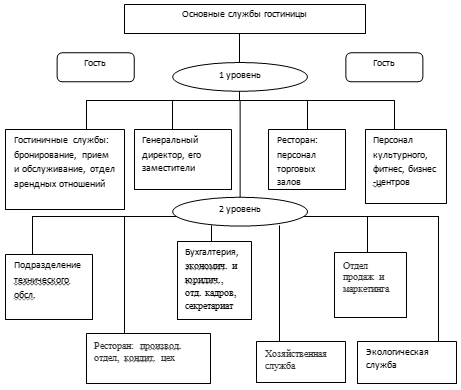 Основные службы гостиницы
Гость
Гость
1 уровень
Гостиничные службы:
бронирование, прием
и обслуживание, отдел
арендных отношений
Генеральный
директор, его
заместители
Ресторан:
персонал
торговых
залов
Персонал
культурного,
фитнес, бизнес
-центров
2 уровень
Подразделение
технического
обсл.
Бухгалтерия,
экономич. и
юридич.,
отд. кадров,
секретариат
Отдел
продаж и
маркетинга
Ресторан: производ.
отдел, кондит. цех
Хозяйственная
служба
Экологическая
служба